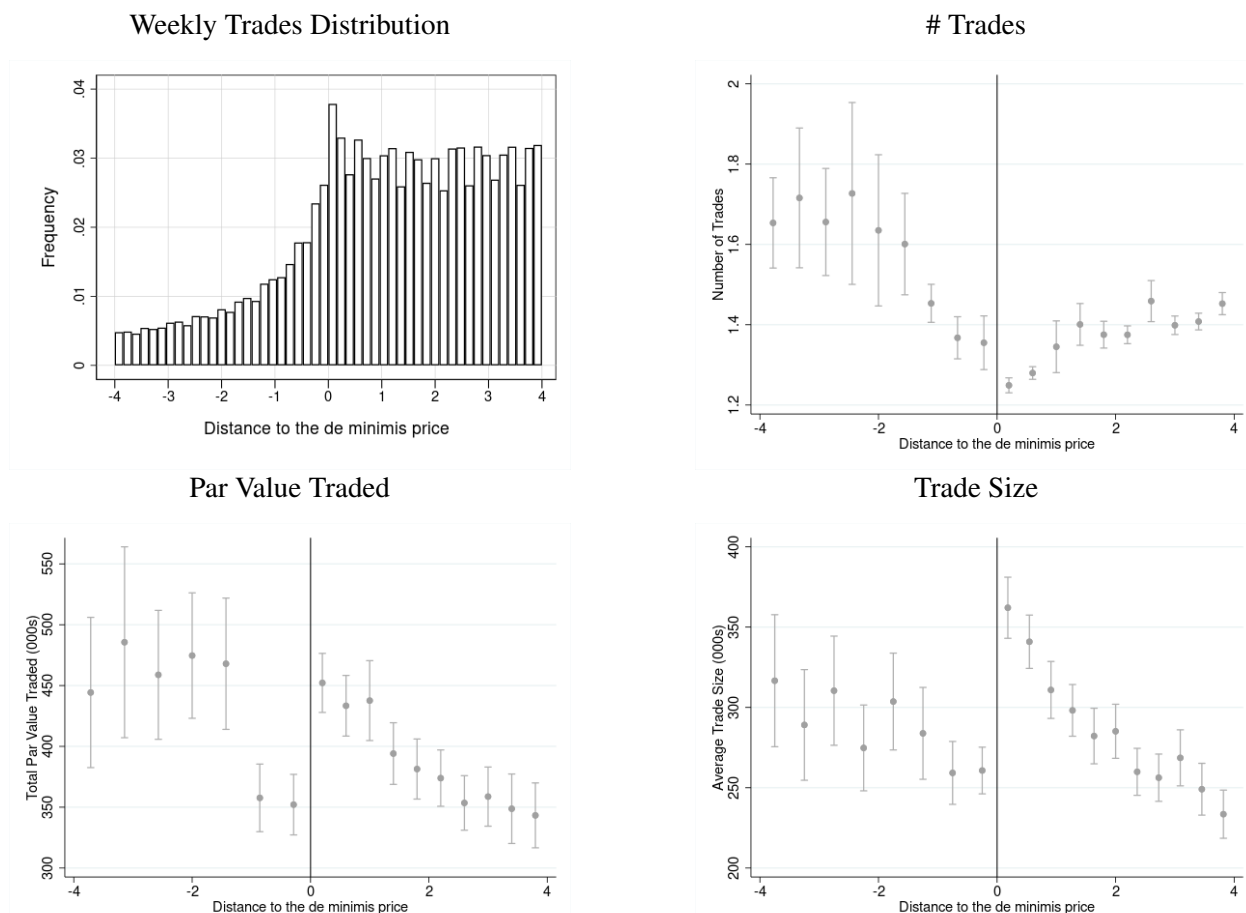 Weekly Trades Distribution
Frequency
.04
.03
.02
.01
0
-4 -3 -2 -1 0 1 2 3 4
Distance to the de minimis price
# Trades
Number of Trades
2
1.8
1.6
1.4
1.2
-4 -2 0 2 4
Distance to the de minimis price
Par Value Traded
Total Par Value Traded (000s)
550
500
450
400
350
300
-4 -2 0 2 4
Distance to the de minimis price
Trade Size
Average Trade Size (000s)
400
350
300
250
200
-4 -2 0 2 4
Distance to the de minimis price